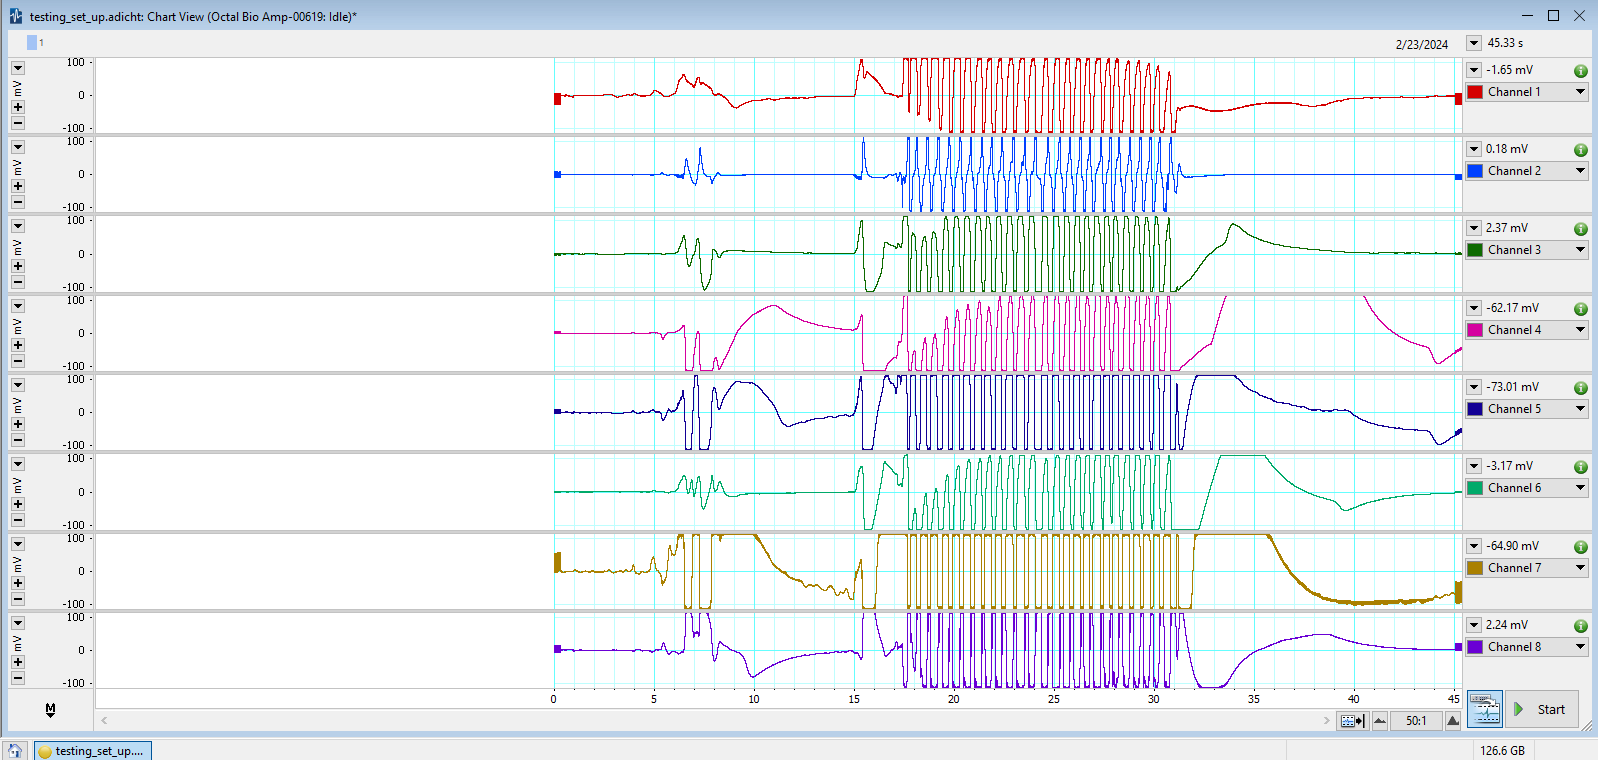 testing_set_up.adicht: Chart View (Octal Bio Amp-00619: Idle)*
1
2/23/2024
45.33 s
100
0
-100
mV
-1.65 mV
Channel 1
100
0
-100
mV
0.18 mV
Channel 2
100
0
-100
mV
2.37 mV
Channel 3
100
0
-100
mV
-62.17 mV
Channel 4
100
0
-100
mV
-73.01 mV
Channel 5
100
0
-100
mV
-3.17 mV
Channel 6
100
0
-100
mV
-64.90 mV
Channel 7
100
0
-100
mV
2.24 mV
Channel 8
0 5 10 15 20 25 30 35 40 45
M
50:1
Start
testing_set_up....
126.6 GB